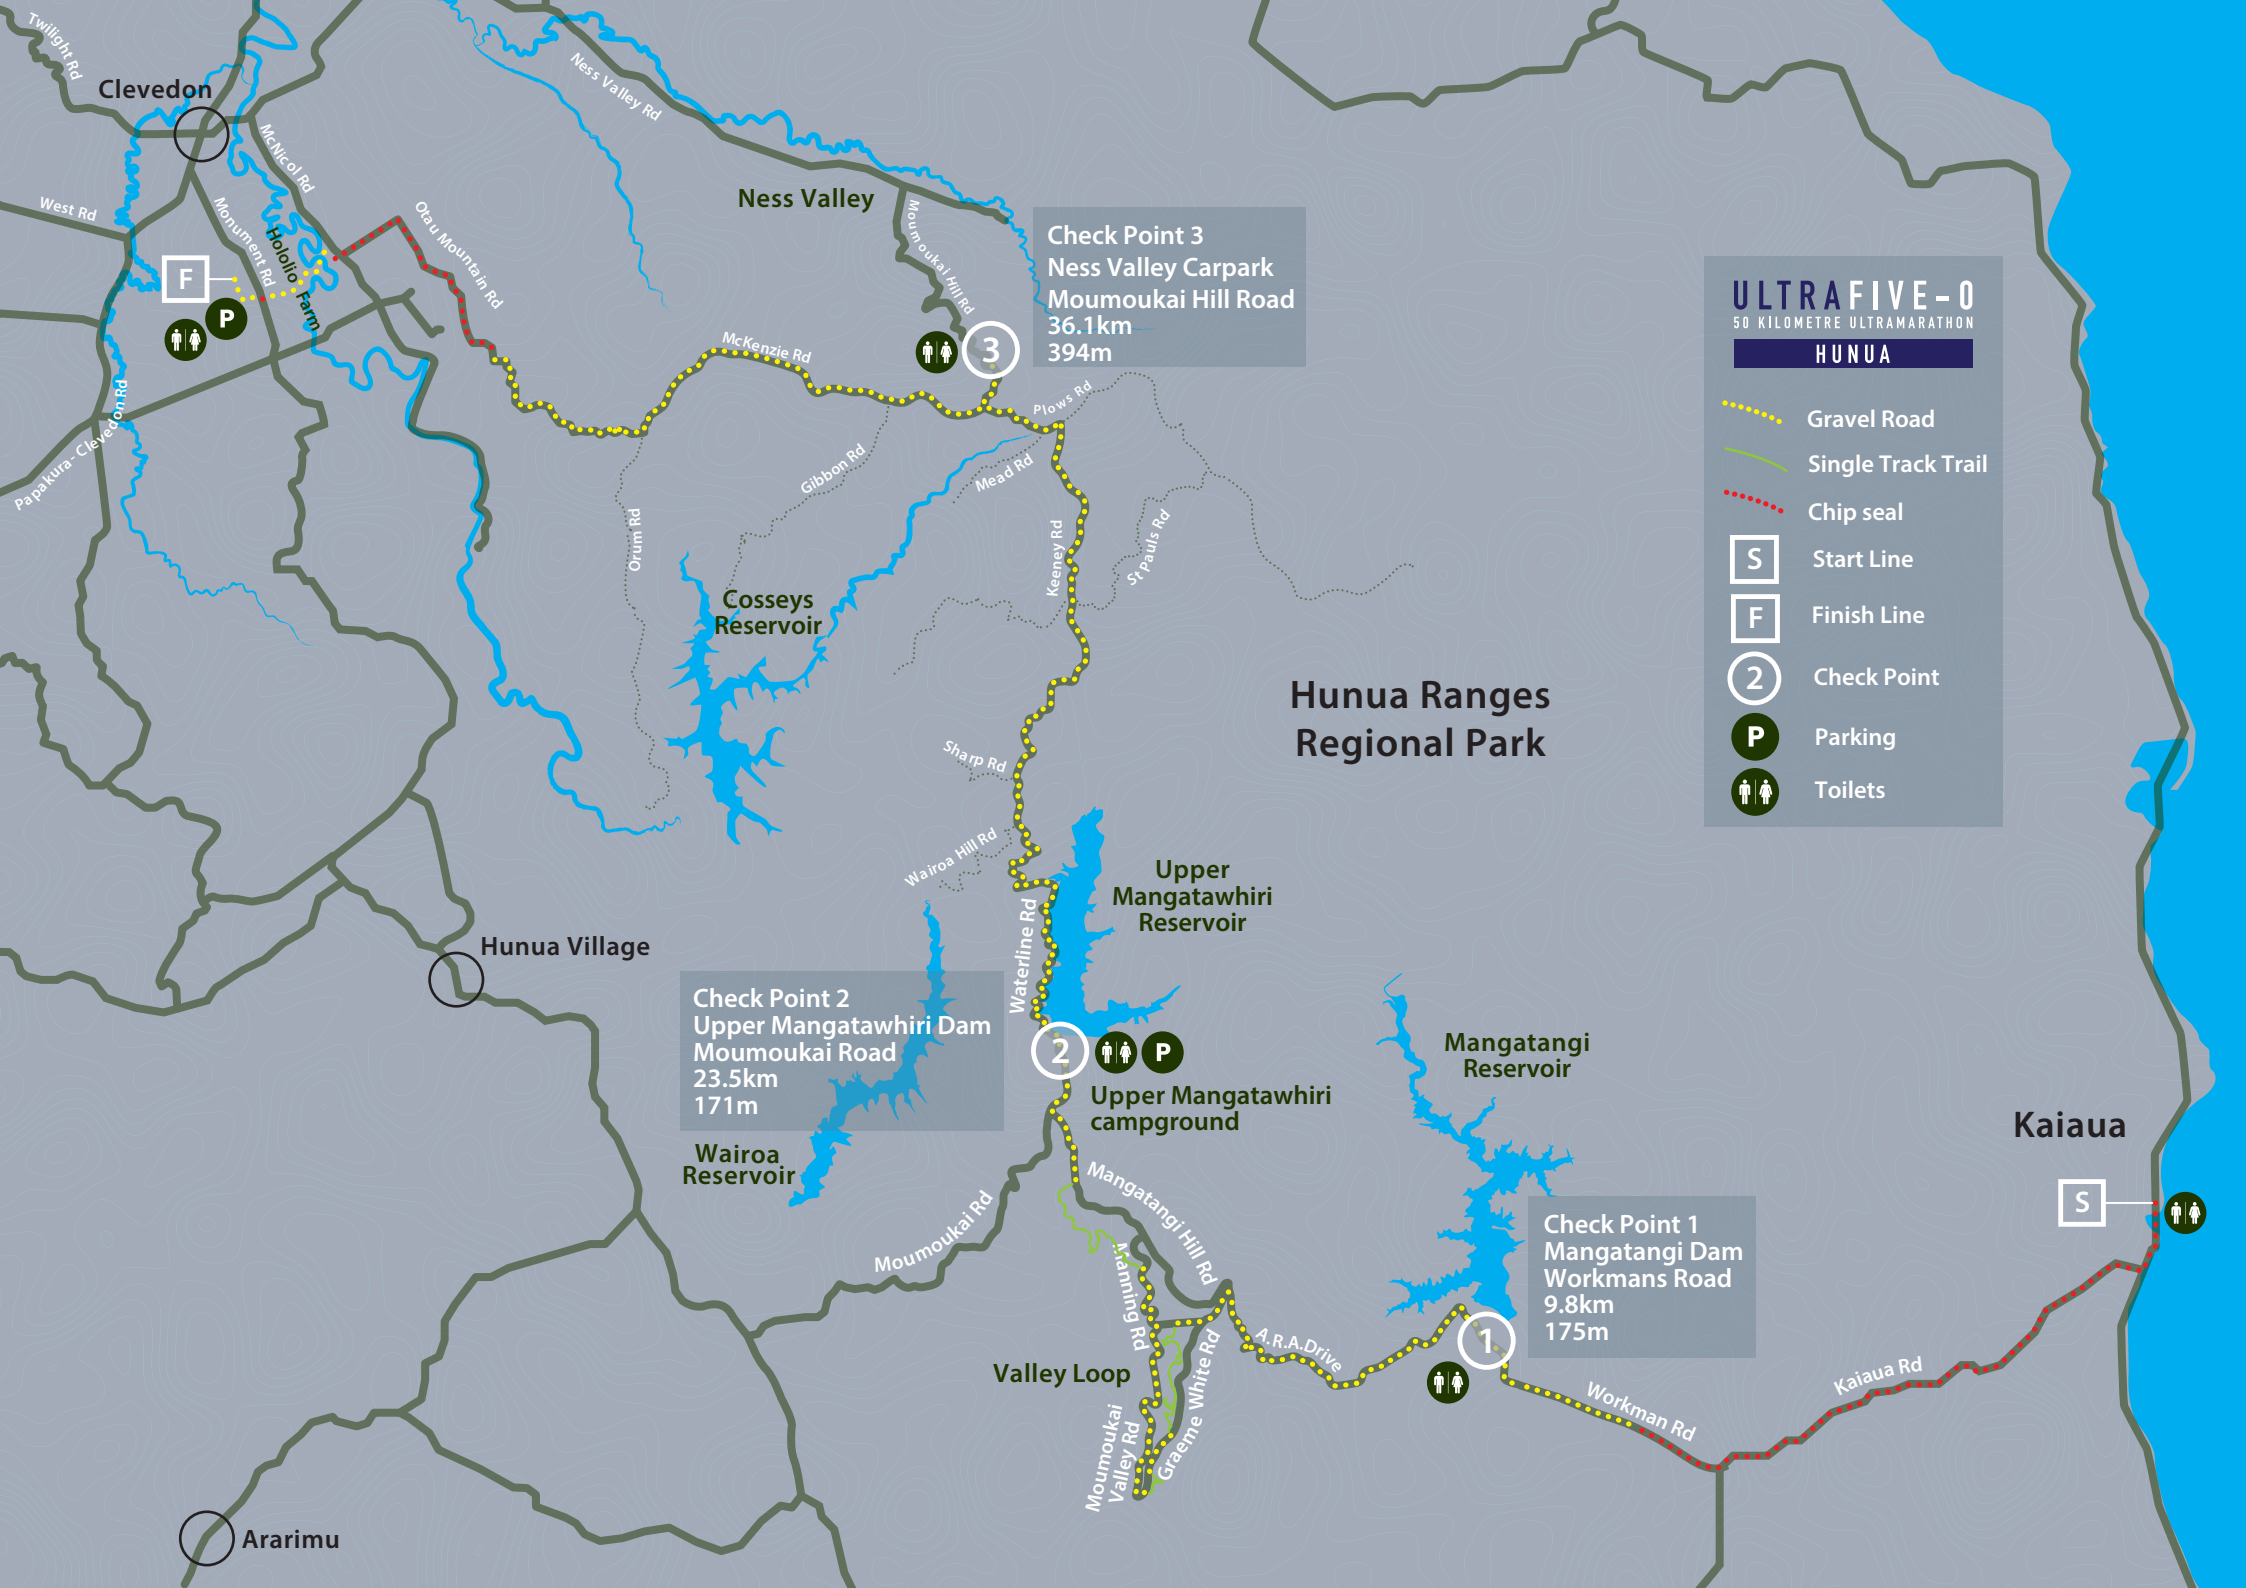 Twilight Rd
Clevedon
McNicol Rd
West Rd
Monument Rd
Hololio Farm
Otau Mountain Rd
F
P
Papakura - Clevedon Rd
Ness Valley Rd
Ness Valley
Moumoukai Hill Rd
Check Point 3
Ness Valley Carpark
Moumoukai Hill Road
36.1km
394m
3
McKenzie Rd
Plows Rd
Gibbon Rd
Mead Rd
Orum Rd
Keeney Rd
St Pauls Rd
Cosseys
Reservoir
Hunua Ranges
Regional Park
ULTRAFIVE-0
50 KILOMETRE ULTRAMARATHON
HUNUA
Gravel Road
Single Track Trail
Chip seal
S
Start Line
F
Finish Line
2
Check Point
P
Parking
Toilets
Sharp Rd
Wairoa Hill Rd
Upper
Mangatawhiri
Reservoir
Waterline Rd
Hunua Village
Check Point 2
Upper Mangatawhiri Dam
Moumoukai Road
23.5km
171m
2
P
Upper Mangatawhiri
campground
Wairoa
Reservoir
Mangatangi
Reservoir
Kaiaua
S
Mangatangi Hill Rd
Moumoukai Rd
Manning Rd
Check Point 1
Mangatangi Dam
Workmans Road
9.8km
175m
1
A.R.A.Drive
Graeme White Rd
Valley Loop
Moumoukai
Valley Rd
Workman Rd
Kaiaua Rd
Ararimu